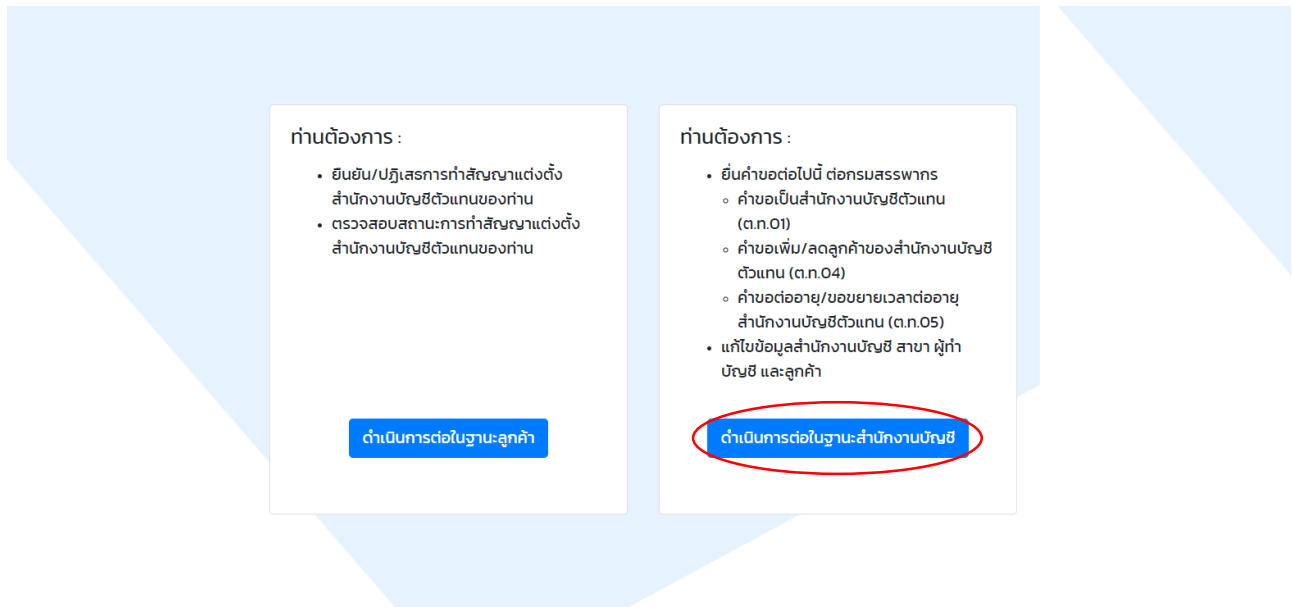 ท่านต้องการ :
ยืนยัน/ปฏิเสธการทำสัญญาแต่งตั้ง
สำนักงานบัญชีตัวแทนของท่าน
ตรวจสอบสถานะการทำสัญญาแต่งตั้ง
สำนักงานบัญชีตัวแทนของท่าน
ดำเนินการต่อในฐานะลูกค้า
ท่านต้องการ :
ยื่นคำขอต่อไปนี้ ต่อกรมสรรพากร
คำขอเป็นสำนักงานบัญชีตัวแทน
(ต.ท.01)
คำขอเพิ่ม/ลดลูกค้าของสำนักงานบัญชี
ตัวแทน (ต.ท.04)
คำขอต่ออายุ/ขอขยายเวลาต่ออายุ
สำนักงานบัญชีตัวแทน (ต.ท.05)
แก้ไขข้อมูลสำนักงานบัญชี สาขา ผู้ทำ
บัญชี และลูกค้า
ดำเนินการต่อในฐานะสำนักงานบัญชี